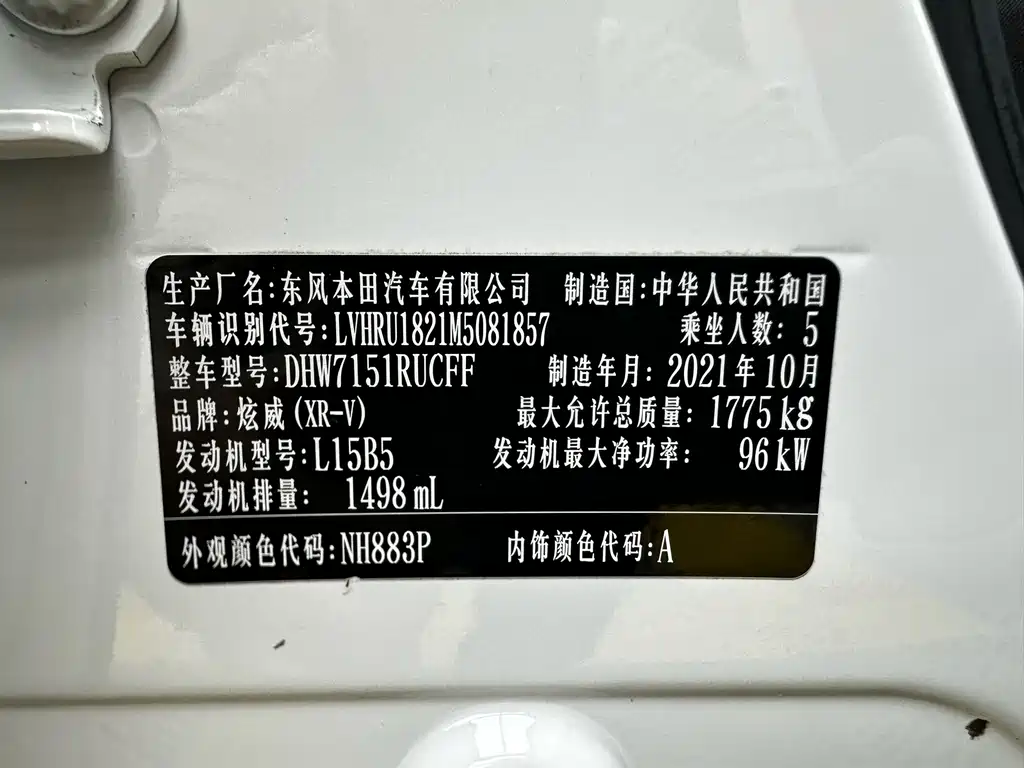 生产厂名:东风本田汽车有限公司 制造国:中华人民共和国
车辆识别代号:LVHRU1821M5081857 乘坐人数: 5
整车型号:DHW7151RUCFF 制造年月: 2021年10月
品牌:炫威(XR-V) 最大允许总质量: 1775kg
发动机型号:L15B5 发动机最大净功率: 96kW
发动机排量: 1498mL
外观颜色代码:NH883P 内饰颜色代码:A